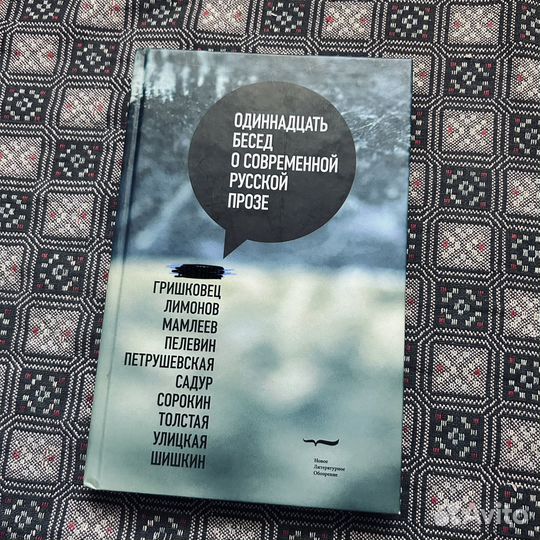 ОДИННАДЦАТЬ
БЕСЕД
О СОВРЕМЕННОЙ
РУССКОЙ
ПРОЗЕ
ГРИШКОВЕЦ
ЛИМОНОВ
МАМЛЕЕВ
ПЕЛЕВИН
ПЕТРУШЕВСКАЯ
САДУР
СОРОКИН
ТОЛСТАЯ
УЛИЦКАЯ
ШИШКИН
Новое
Литературное
Обозрение
Avito